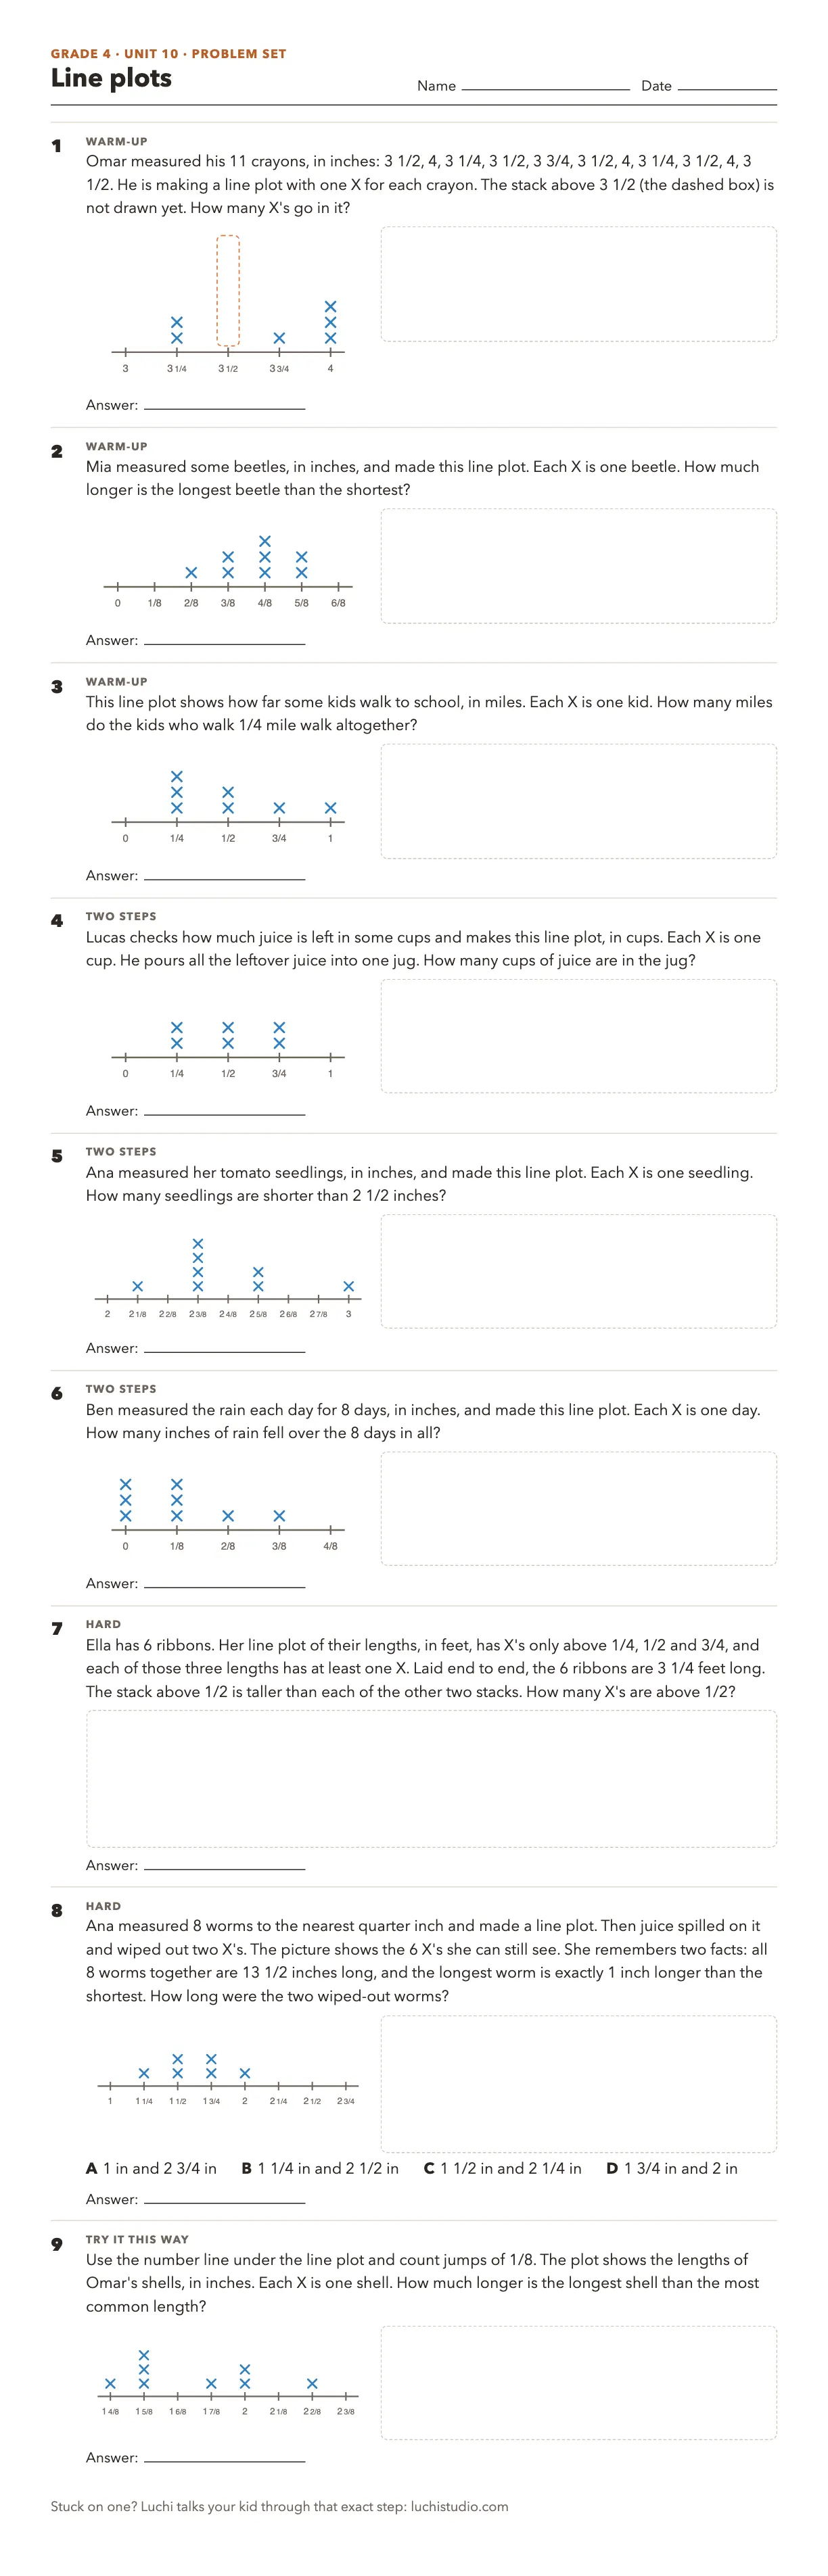 GRADE 4 · UNIT 10 · PROBLEM SET
Line plots
Name
Date
1
WARM-UP
Omar measured his 11 crayons, in inches: 3 1/2, 4, 3 1/4, 3 1/2, 3 3/4, 3 1/2, 4, 3 1/4, 3 1/2, 4, 3
1/2. He is making a line plot with one X for each crayon. The stack above 3 1/2 (the dashed box) is
not drawn yet. How many X's go in it?
3 3 1/4 3 1/2 3 3/4 4
Answer:
2
WARM-UP
Mia measured some beetles, in inches, and made this line plot. Each X is one beetle. How much
longer is the longest beetle than the shortest?
0 1/8 2/8 3/8 4/8 5/8 6/8
Answer:
3
WARM-UP
This line plot shows how far some kids walk to school, in miles. Each X is one kid. How many miles
do the kids who walk 1/4 mile walk altogether?
0 1/4 1/2 3/4 1
Answer:
4
TWO STEPS
Lucas checks how much juice is left in some cups and makes this line plot, in cups. Each X is one
cup. He pours all the leftover juice into one jug. How many cups of juice are in the jug?
0 1/4 1/2 3/4 1
Answer:
5
TWO STEPS
Ana measured her tomato seedlings, in inches, and made this line plot. Each X is one seedling.
How many seedlings are shorter than 2 1/2 inches?
2 2 1/8 2 2/8 2 3/8 2 4/8 2 5/8 2 6/8 2 7/8 3
Answer:
6
TWO STEPS
Ben measured the rain each day for 8 days, in inches, and made this line plot. Each X is one day.
How many inches of rain fell over the 8 days in all?
0 1/8 2/8 3/8 4/8
Answer:
7
HARD
Ella has 6 ribbons. Her line plot of their lengths, in feet, has X's only above 1/4, 1/2 and 3/4, and
each of those three lengths has at least one X. Laid end to end, the 6 ribbons are 3 1/4 feet long.
The stack above 1/2 is taller than each of the other two stacks. How many X's are above 1/2?
Answer:
8
HARD
Ana measured 8 worms to the nearest quarter inch and made a line plot. Then juice spilled on it
and wiped out two X's. The picture shows the 6 X's she can still see. She remembers two facts: all
8 worms together are 13 1/2 inches long, and the longest worm is exactly 1 inch longer than the
shortest. How long were the two wiped-out worms?
1 1 1/4 1 1/2 1 3/4 2 2 1/4 2 1/2 2 3/4
A 1 in and 2 3/4 in B 1 1/4 in and 2 1/2 in C 1 1/2 in and 2 1/4 in D 1 3/4 in and 2 in
Answer:
9
TRY IT THIS WAY
Use the number line under the line plot and count jumps of 1/8. The plot shows the lengths of
Omar's shells, in inches. Each X is one shell. How much longer is the longest shell than the most
common length?
1 4/8 1 5/8 1 6/8 1 7/8 2 2 1/8 2 2/8 2 3/8
Answer:
Stuck on one? Luchi talks your kid through that exact step: luchistudio.com